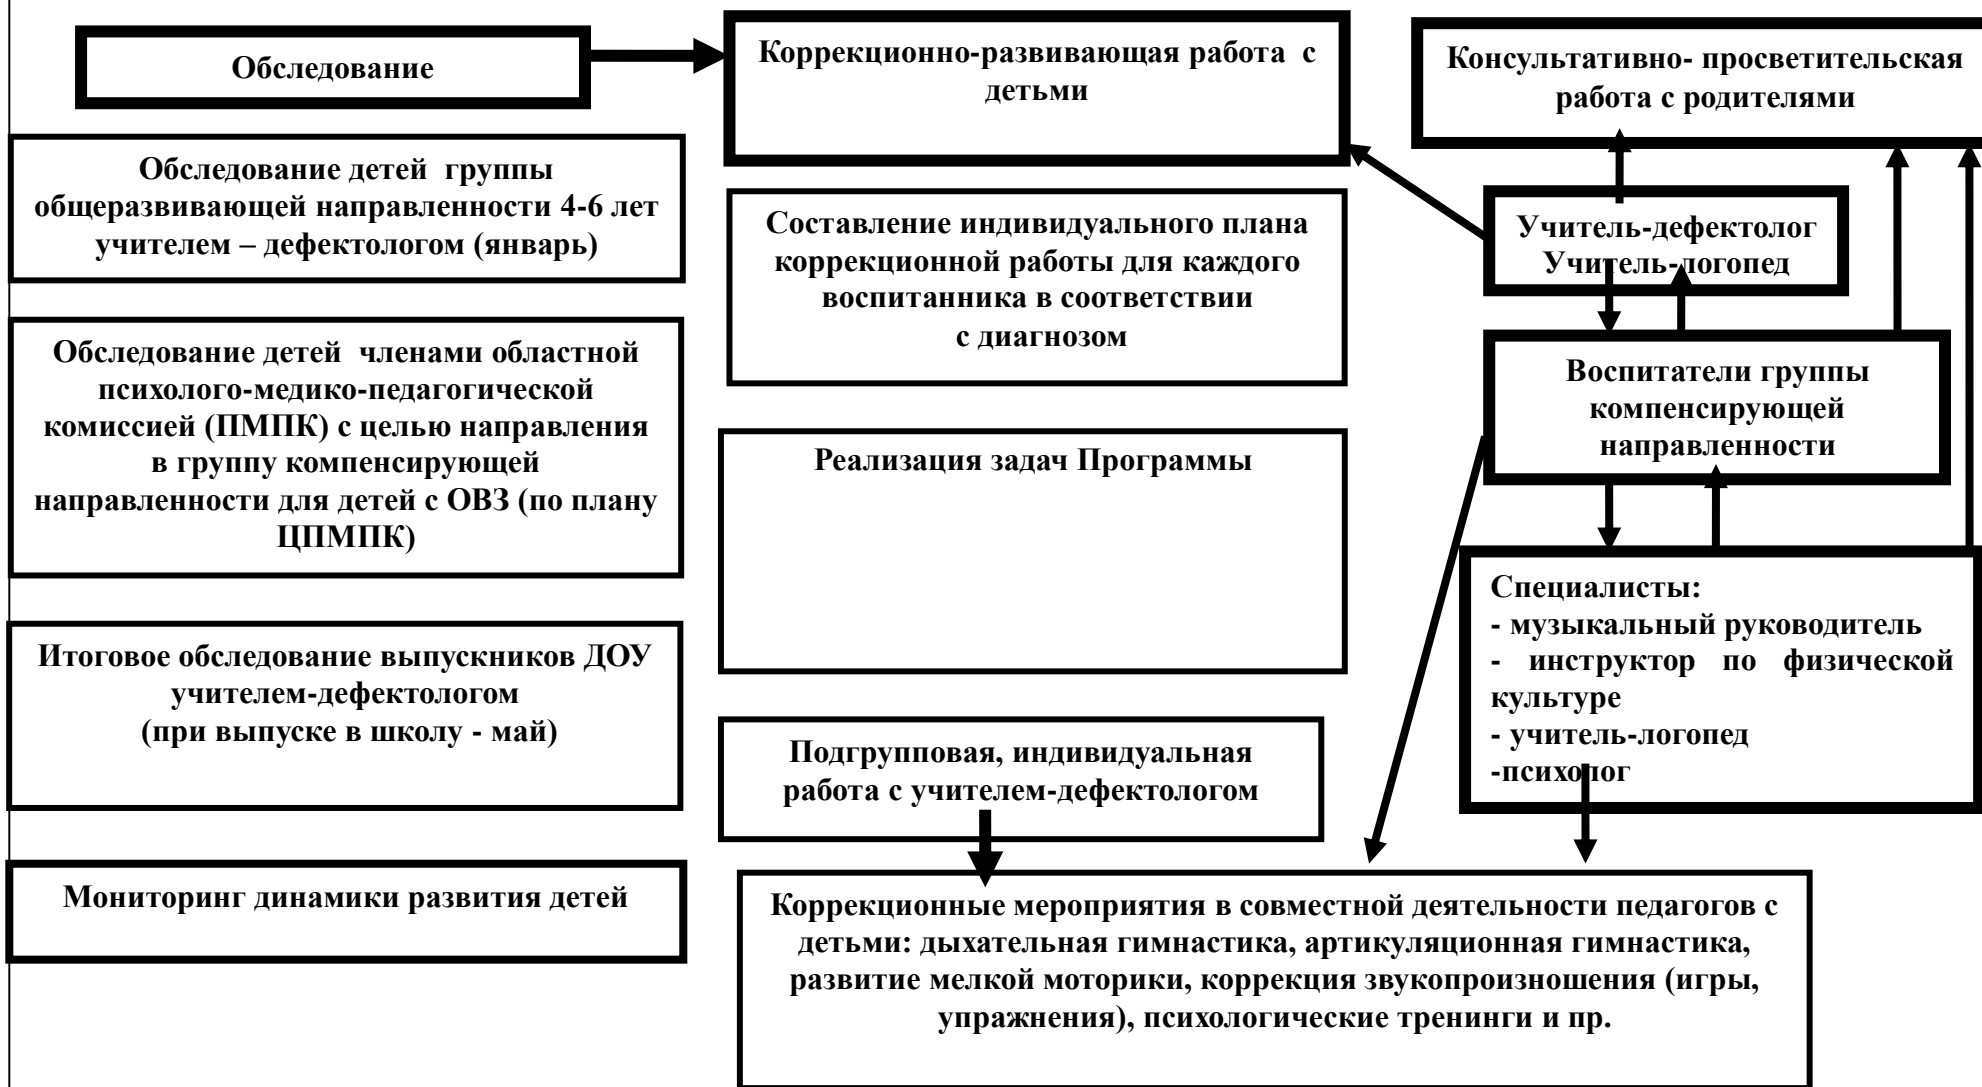 Обследование
Обследование детей группы
общеразвивающей направленности 4-6 лет
учителем – дефектологом (январь)
Обследование детей членами областной
психолого-медико-педагогической
комиссией (ПМПК) с целью направления
в группу компенсирующей
направленности для детей с ОВЗ (по плану
ЦПМПК)
Итоговое обследование выпускников ДОУ
учителем-дефектологом
(при выпуске в школу - май)
Мониторинг динамики развития детей
Коррекционно-развивающая работа с
детьми
Составление индивидуального плана
коррекционной работы для каждого
воспитанника в соответствии
с диагнозом
Реализация задач Программы
Подгрупповая, индивидуальная
работа с учителем-дефектологом
Коррекционные мероприятия в совместной деятельности педагогов с
детьми: дыхательная гимнастика, артикуляционная гимнастика,
развитие мелкой моторики, коррекция звукопроизношения (игры,
упражнения), психологические тренинги и пр.
Консультативно- просветительская
работа с родителями
Учитель-дефектолог
Учитель-логопед
Воспитатели группы
компенсирующей
направленности
Специалисты:
- музыкальный руководитель
- инструктор по физической
культуре
- учитель-логопед
-психолог